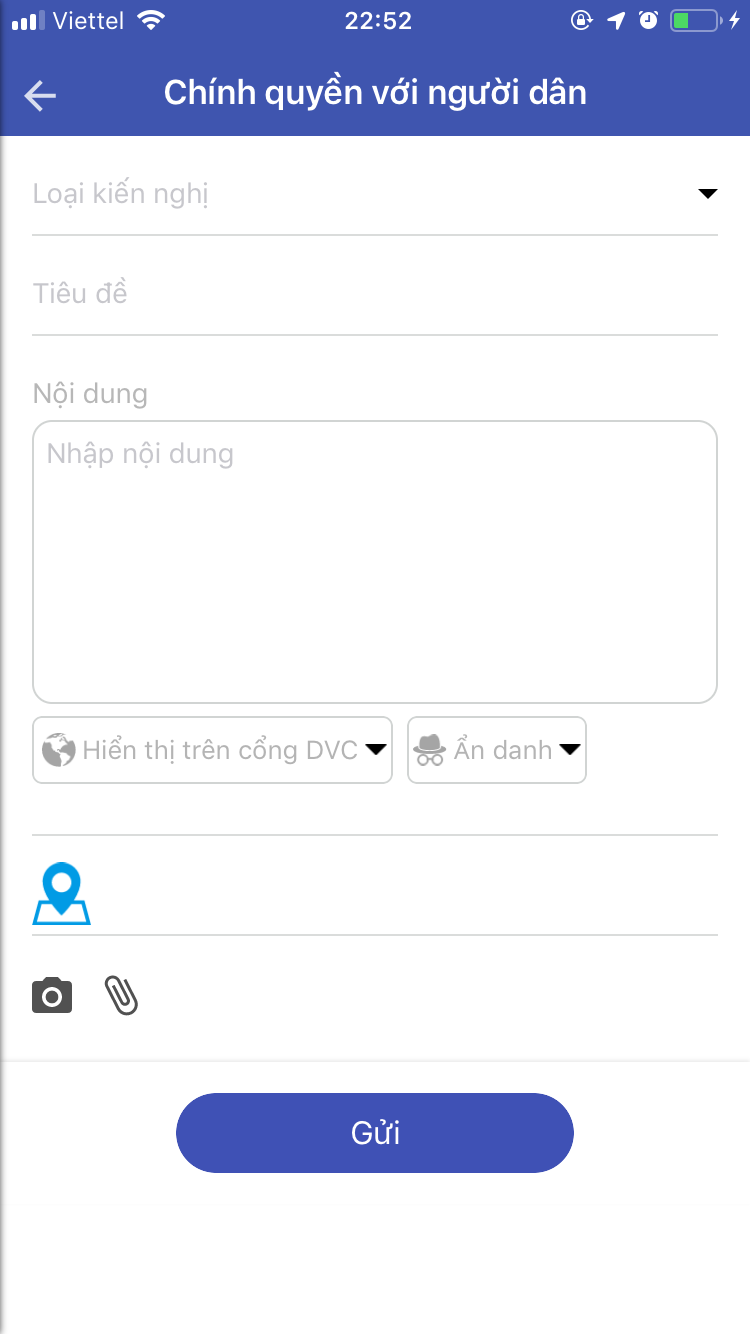 Viettel 22:52
Chính quyền với người dân
Loại kiến nghị
Tiêu đề
Nội dung
Nhập nội dung
Hiển thị trên cổng DVC Ẩn danh
Gửi